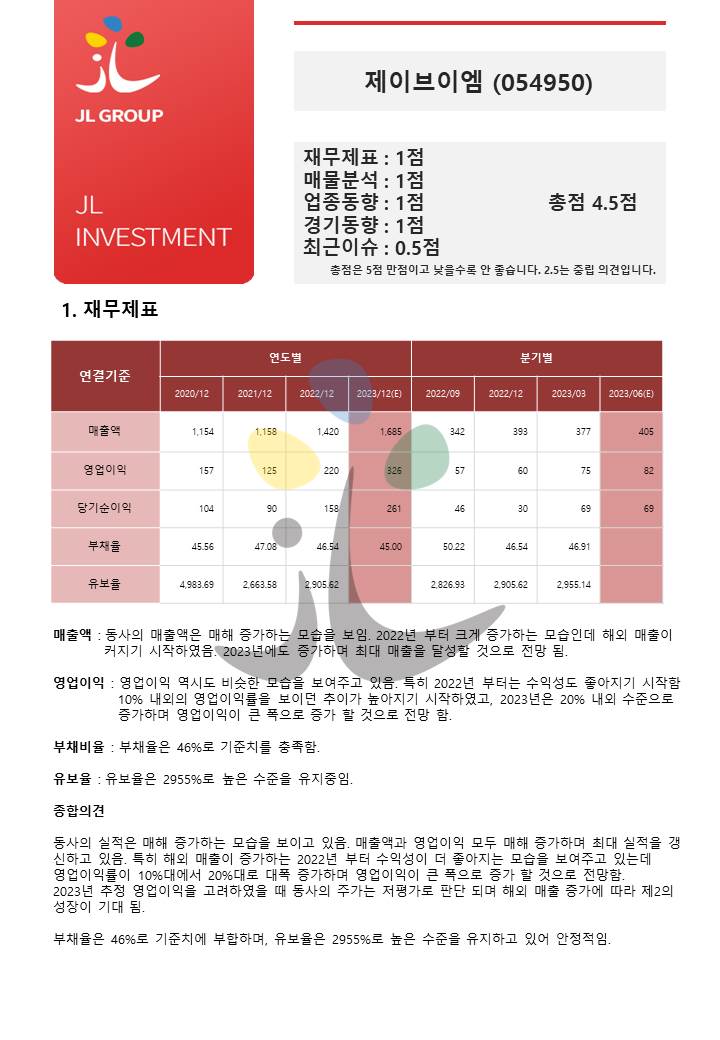 JL GROUP
JL
INVESTMENT
제이브이엠 (054950)
재무제표 : 1점
매물분석 : 1점
업종동향 : 1점
총점 4.5점
경기동향 : 1점
최근이슈 : 0.5점
총점은 5점 만점이고 낮을수록 안 좋습니다. 2.5는 중립 의견입니다.
1. 재무제표
연결기준 연도별 분기별
2020/12 2021/12 2022/12 2023/12(E) 2022/09 2022/12 2023/03 2023/06(E)
매출액 1,154 1,158 1,420 1,685 342 393 377 405
영업이익 157 125 220 326 57 60 75 82
당기순이익 104 90 158 261 46 30 69 69
부채율 45.56 47.08 46.54 45.00 50.22 46.54 46.91
유보율 4,983.69 2,663.58 2,905.62 2,826.93 2,905.62 2,955.14
매출액 : 동사의 매출액은 매해 증가하는 모습을 보임. 2022년 부터 크게 증가하는 모습인데 해외 매출이
커지기 시작하였음. 2023년에도 증가하며 최대 매출을 달성할 것으로 전망 됨.
영업이익 : 영업이익 역시도 비슷한 모습을 보여주고 있음. 특히 2022년 부터는 수익성도 좋아지기 시작함
10% 내외의 영업이익률을 보이던 추이가 높아지기 시작하였고, 2023년은 20% 내외 수준으로
증가하며 영업이익이 큰 폭으로 증가 할 것으로 전망 함.
부채비율 : 부채율은 46%로 기준치를 충족함.
유보율 : 유보율은 2955%로 높은 수준을 유지중임.
종합의견
동사의 실적은 매해 증가하는 모습을 보이고 있음. 매출액과 영업이익 모두 매해 증가하며 최대 실적을 갱
신하고 있음. 특히 해외 매출이 증가하는 2022년 부터 수익성이 더 좋아지는 모습을 보여주고 있는데
영업이익률이 10%대에서 20%대로 대폭 증가하며 영업이익이 큰 폭으로 증가 할 것으로 전망함.
2023년 추정 영업이익을 고려하였을 때 동사의 주가는 저평가로 판단 되며 해외 매출 증가에 따라 제2의
성장이 기대 됨.
부채율은 46%로 기준치에 부합하며, 유보율은 2955%로 높은 수준을 유지하고 있어 안정적임.